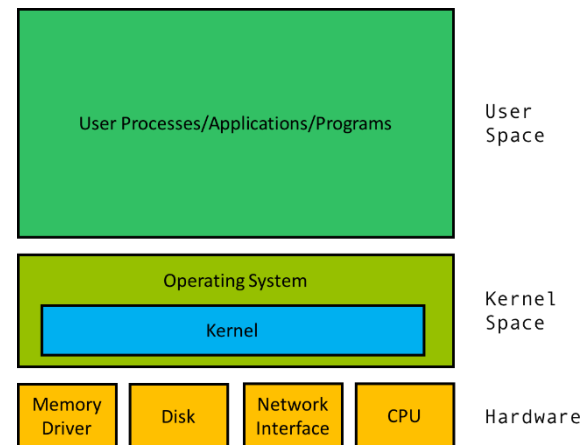 User Processes/Applications/Programs
User
Space
Operating System
Kernel
Kernel
Space
Memory
Driver
Disk
Network
Interface
CPU
Hardware